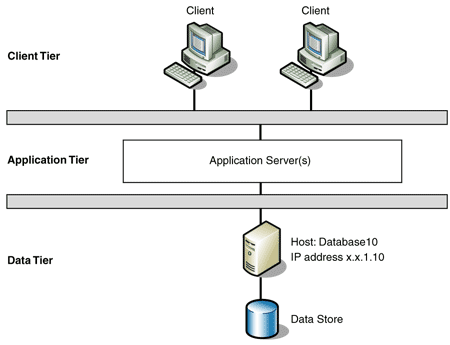 Client
Client
Client Tier
Application Tier
Application Server(s)
Host: Database10
IP address x.x.1.10
Data Tier
Data Store